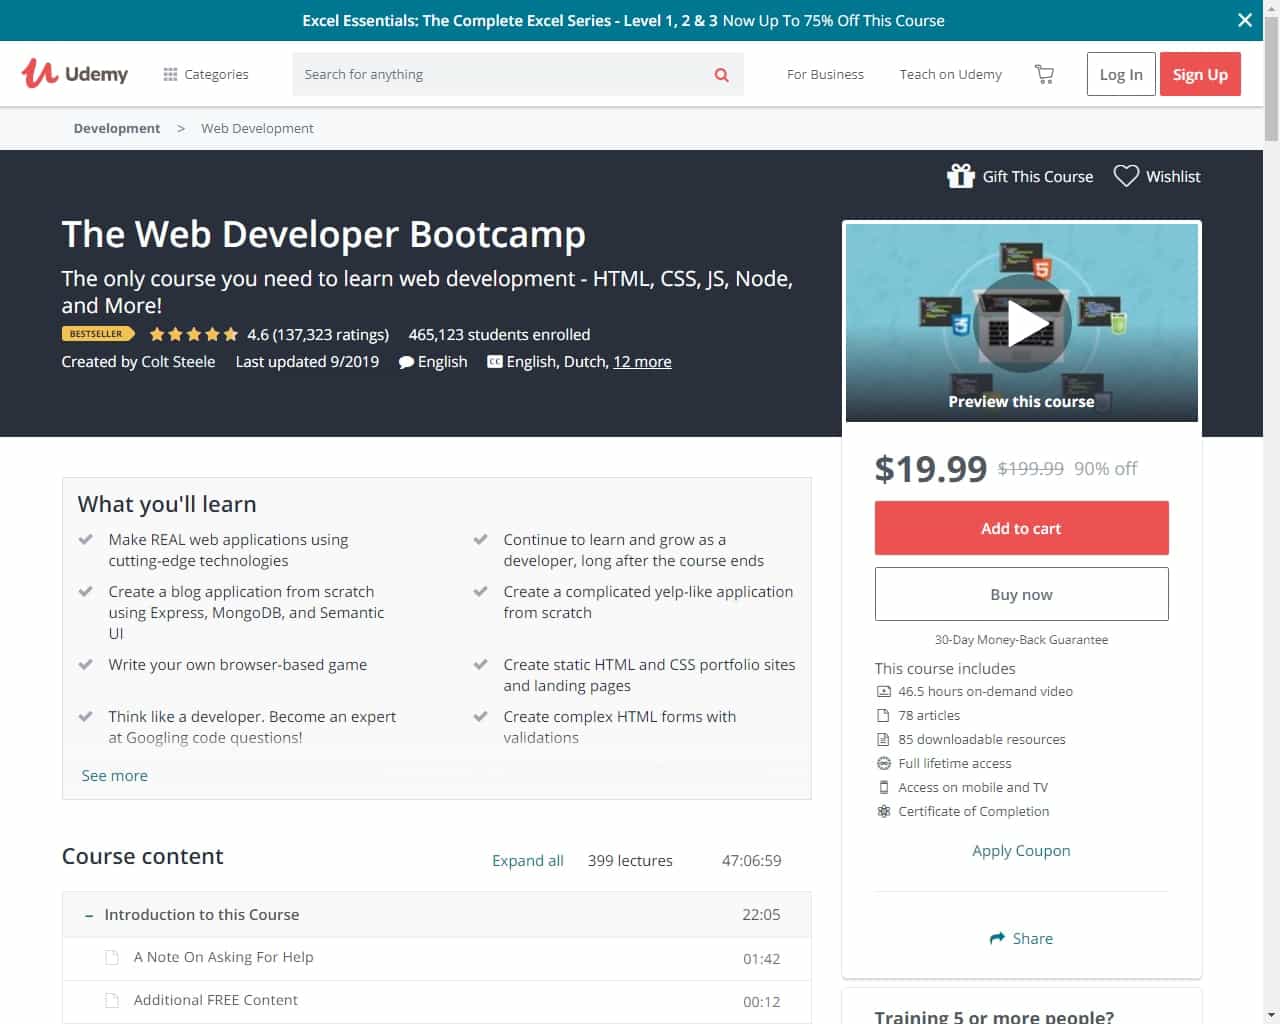 Excel Essentials: The Complete Excel Series - Level 1, 2 & 3 Now Up To 75% Off This Course
Udemy
Categories
Search for anything
For Business
Teach on Udemy
Log In
Sign Up
Development > Web Development
Gift This Course
Wishlist
The Web Developer Bootcamp
The only course you need to learn web development - HTML, CSS, JS, Node,
and More!
BESTSELLER 4.6 (137,323 ratings) 465,123 students enrolled
Created by Colt Steele Last updated 9/2019 English CC English, Dutch, 12 more
5
3
Preview this course
$19.99 $199.99 90% off
Add to cart
Buy now
30-Day Money-Back Guarantee
This course includes
46.5 hours on-demand video
78 articles
85 downloadable resources
Full lifetime access
Access on mobile and TV
Certificate of Completion
Apply Coupon
Share
Training 5 or more people?
What you'll learn
Make REAL web applications using
cutting-edge technologies
Continue to learn and grow as a
developer, long after the course ends
Create a blog application from scratch
using Express, MongoDB, and Semantic
UI
Create a complicated yelp-like application
from scratch
Write your own browser-based game
Create static HTML and CSS portfolio sites
and landing pages
Think like a developer. Become an expert
at Googling code questions!
Create complex HTML forms with
validations
See more
Course content
Expand all
399 lectures
47:06:59
– Introduction to this Course 22:05
A Note On Asking For Help 01:42
Additional FREE Content 00:12